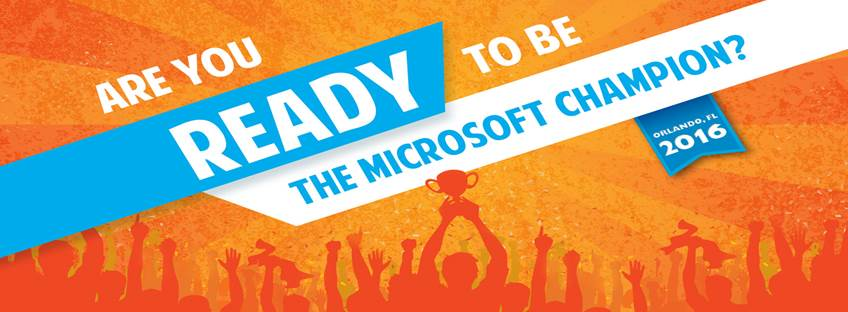 ARE YOU
READY
TO BE
THE MICROSOFT CHAMPION?
ORLANDO, FL
2016